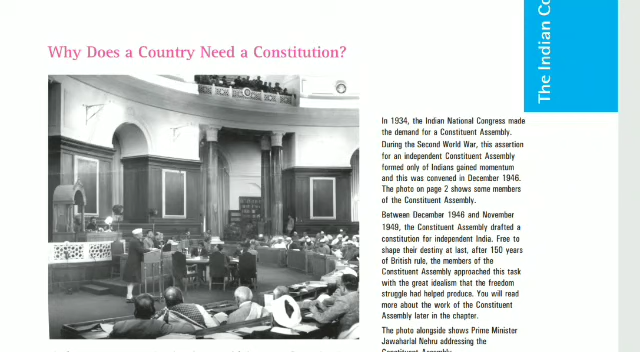 Why Does a Country Need a Constitution?
The Indian Co
In 1934, the Indian National Congress made
the demand for a Constituent Assembly.
During the Second World War, this assertion
for an independent Constituent Assembly
formed only of Indians gained momentum
and this was convened in December 1946.
The photo on page 2 shows some members
of the Constituent Assembly.
Between December 1946 and November
1949, the Constituent Assembly drafted a
constitution for independent India. Free to
shape their destiny at last, after 150 years
of British rule, the members of the
Constituent Assembly approached this task
with the great idealism that the freedom
struggle had helped produce. You will read
more about the work of the Constituent
Assembly later in the chapter.
The photo alongside shows Prime Minister
Jawaharlal Nehru addressing the
Constituent Assembly.